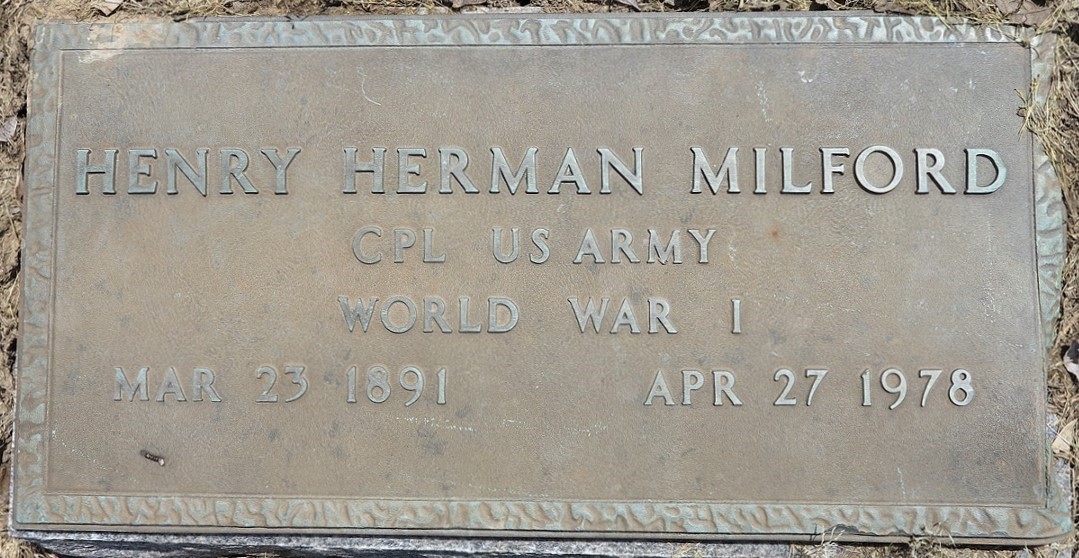 HENRY HERMAN MILFORD
CPL US ARMY
WORLD WAR I
MAR 23 1891 APR 27 1978